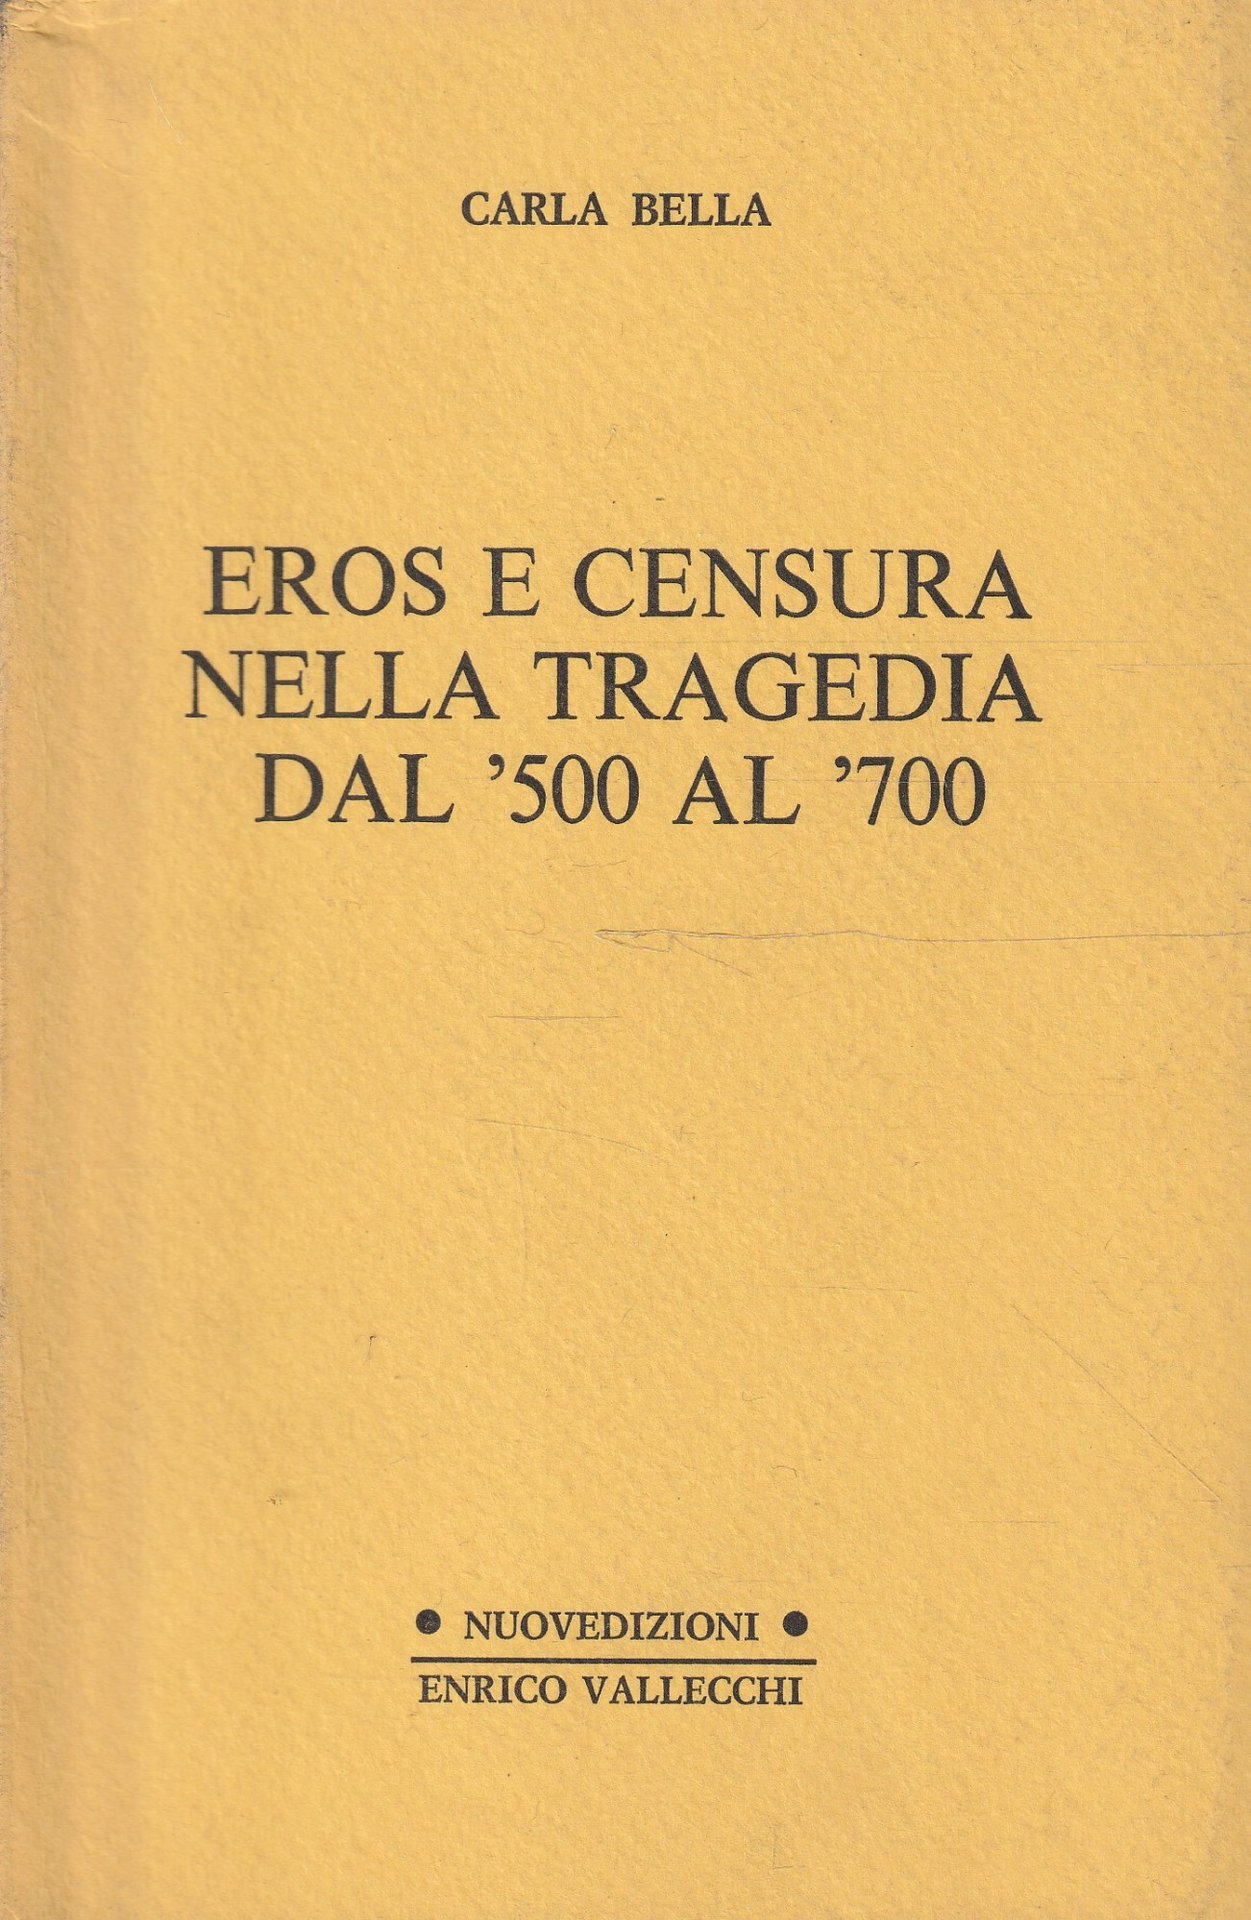 CARLA BELLA
EROS E CENSURA
NELLA TRAGEDIA
DAL ’500 AL ’700
● NUOVEDIZIONI ●
ENRICO VALLECCHI